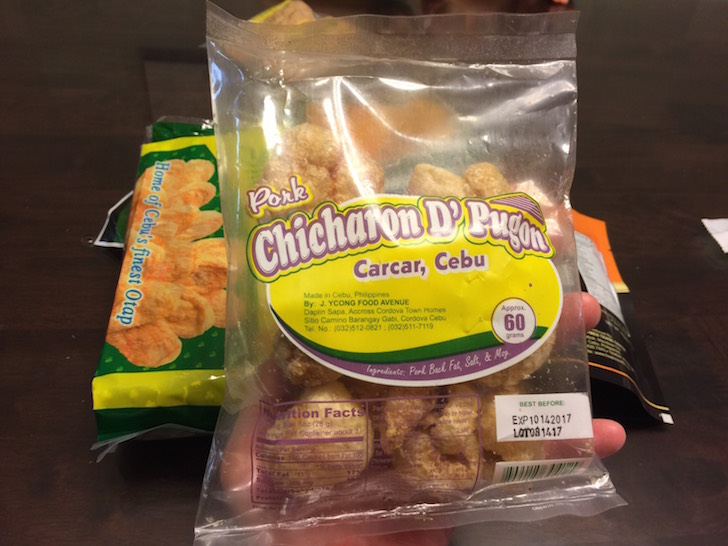 Home of Cebu's finest Otap
Pork
Chicharon D' Pugon
Carcar, Cebu
Made in Cebu, Philippines
By: J. YCONG FOOD AVENUE
Dapiin Sapa, Accross Cordova Town Homes
Sitio Camino Barangay Gabi, Cordova Cebu
Tel. No.: (032)512-0821 ; (032)511-7119
Approx.
60
grams
Ingredients: Pork Back Fat, Salt, & Msg
Facts
BEST BEFORE:
EXP10142017
LOT081417